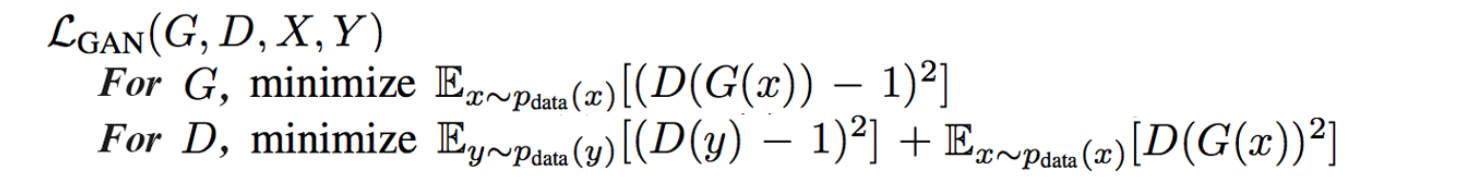 ℒ_GAN(G, D, X, Y)
For G, minimize 𝔼_{x∼p_data(x)}[(D(G(x)) − 1)²]
For D, minimize 𝔼_{y∼p_data(y)}[(D(y) − 1)²] + 𝔼_{x∼p_data(x)}[D(G(x))²]